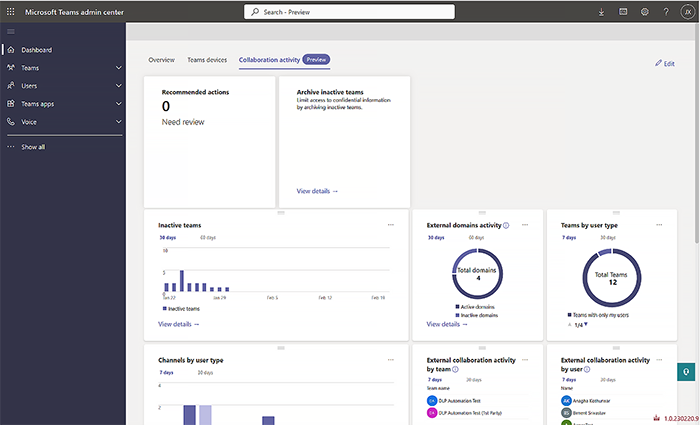 Microsoft Teams admin center
Search - Preview
JX
Dashboard
Teams
Users
Teams apps
Voice
Show all
Overview
Teams devices
Collaboration activity
Preview
Edit
Recommended actions
0
Need review
Archive inactive teams
Limit access to confidential information
by archiving inactive teams.
View details →
Inactive teams
30 days
60 days
10
5
0
Jan 22
Jan 29
Feb 5
Feb 12
Feb 19
Inactive teams
View details →
External domains activity
30 days
60 days
Total domains
4
Active domains
Inactive domains
View details →
Teams by user type
7 days
30 days
Total Teams
12
Teams with only my users
1/4
Channels by user type
7 days
30 days
4
2
External collaboration activity
by team
7 days
30 days
Team name
DLP Automation Test
DLP Automation Test (1st Party)
External collaboration activity
by user
7 days
30 days
Name
AK
Anagha Kathunvar
BS
1.0.230220.9